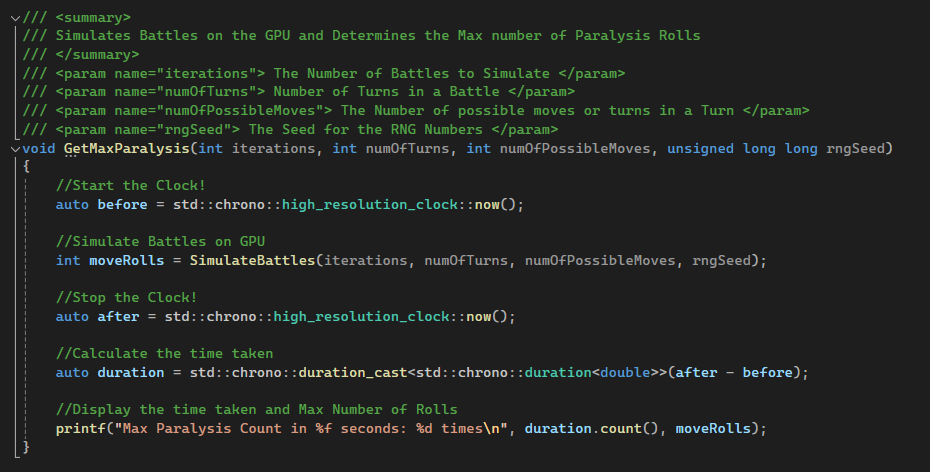 /// <summary>
/// Simulates Battles on the GPU and Determines the Max number of Paralysis Rolls
/// </summary>
/// <param name="iterations"> The Number of Battles to Simulate </param>
/// <param name="numOfTurns"> Number of Turns in a Battle </param>
/// <param name="numOfPossibleMoves"> The Number of possible moves or turns in a Turn </param>
/// <param name="rngSeed"> The Seed for the RNG Numbers </param>
void GetMaxParalysis(int iterations, int numOfTurns, int numOfPossibleMoves, unsigned long long rngSeed)
{
    //Start the Clock!
    auto before = std::chrono::high_resolution_clock::now();

    //Simulate Battles on GPU
    int moveRolls = SimulateBattles(iterations, numOfTurns, numOfPossibleMoves, rngSeed);

    //Stop the Clock!
    auto after = std::chrono::high_resolution_clock::now();

    //Calculate the time taken
    auto duration = std::chrono::duration_cast<std::chrono::duration<double>>(after - before);

    //Display the time taken and Max Number of Rolls
    printf("Max Paralysis Count in %f seconds: %d times\n", duration.count(), moveRolls);
}